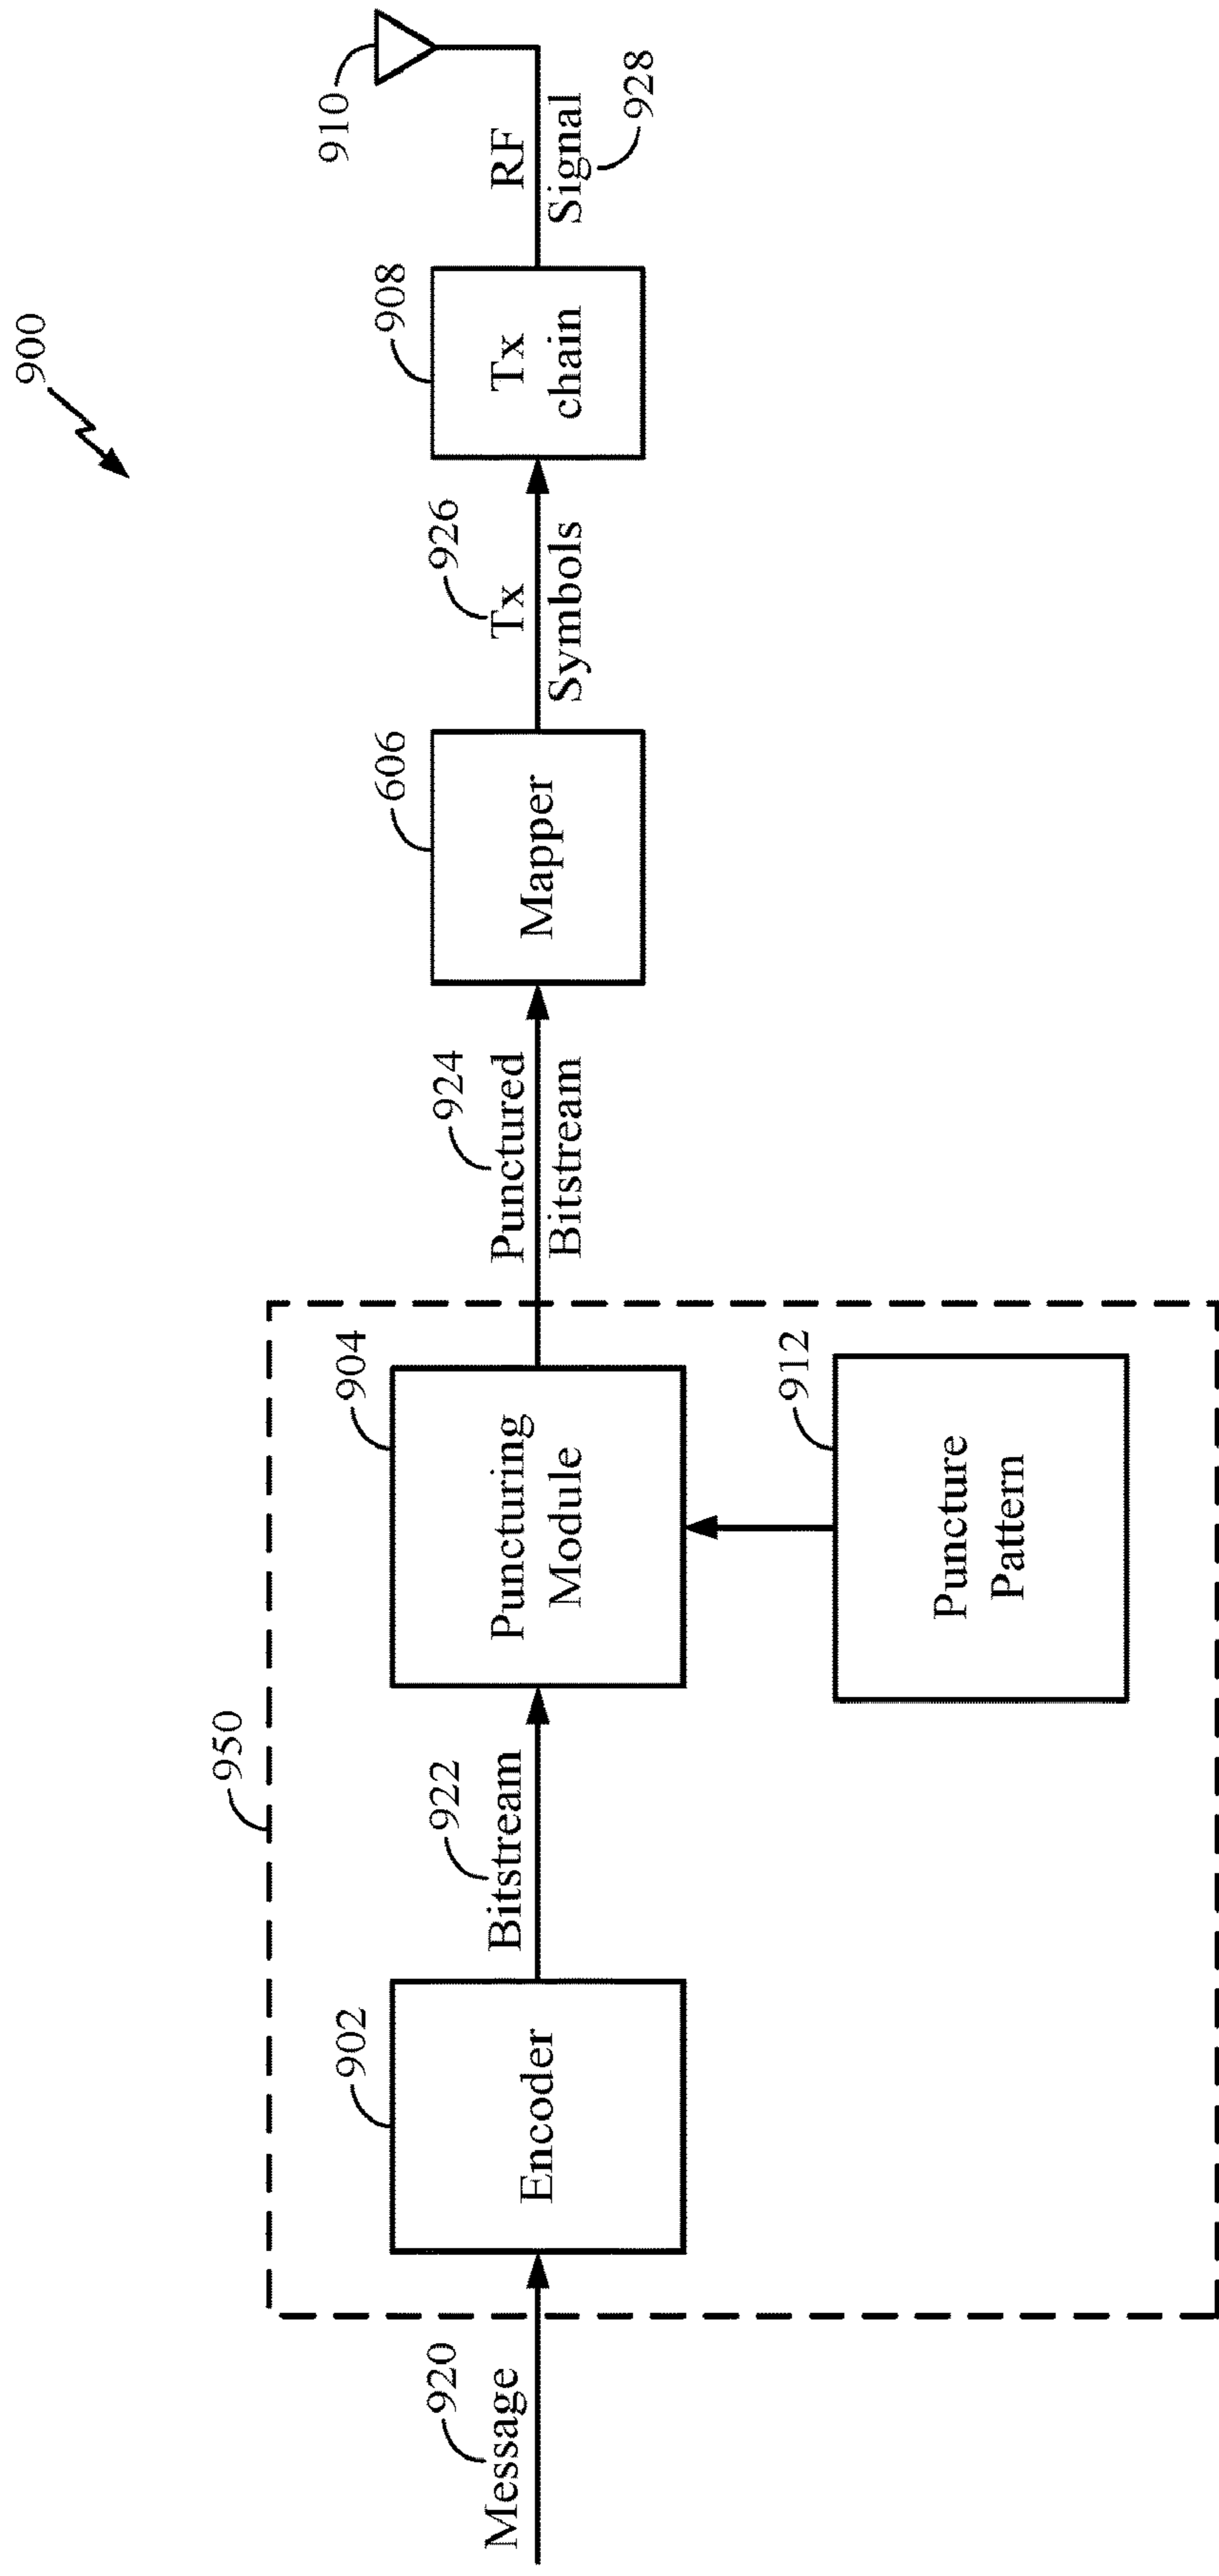 900
950
902
904
606
908
910
920
Message
Encoder
922
Bitstream
Puncturing
Module
924
Punctured
Bitstream
Mapper
926
Tx
Symbols
Tx
chain
RF
Signal
928
912
Puncture
Pattern